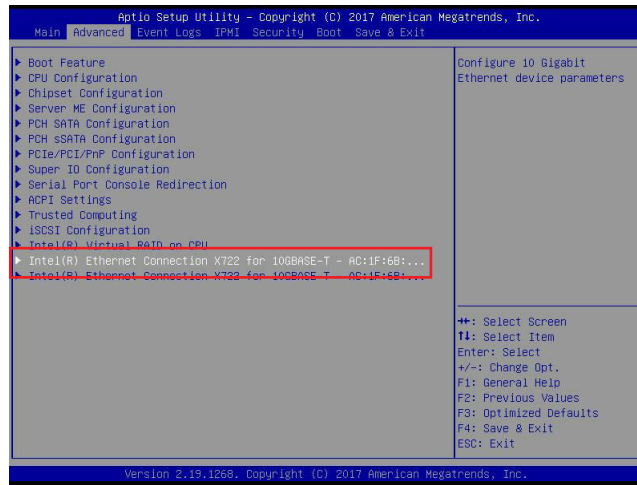 Aptio Setup Utility – Copyright (C) 2017 American Megatrends, Inc.
Main Advanced Event Logs IPMI Security Boot Save & Exit
▶ Boot Feature
▶ CPU Configuration
▶ Chipset Configuration
▶ Server ME Configuration
▶ PCH SATA Configuration
▶ PCH sSATA Configuration
▶ PCIe/PCI/PnP Configuration
▶ Super IO Configuration
▶ Serial Port Console Redirection
▶ ACPI Settings
▶ Trusted Computing
▶ iSCSI Configuration
▶ Intel(R) Virtual RAID on CPU
▶ Intel(R) Ethernet Connection X722 for 10GBASE-T - AC:1F:6B:...
▶ Intel(R) Ethernet Connection X722 for 10GBASE-T - AC:1F:6B:...
Configure 10 Gigabit
Ethernet device parameters
→←: Select Screen
↑↓: Select Item
Enter: Select
+/-: Change Opt.
F1: General Help
F2: Previous Values
F3: Optimized Defaults
F4: Save & Exit
ESC: Exit
Version 2.19.1268. Copyright (C) 2017 American Megatrends, Inc.